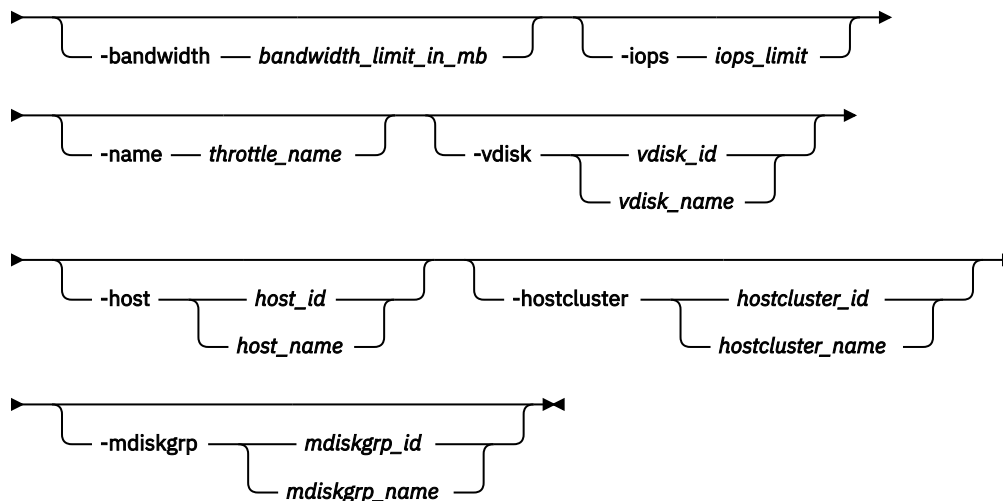 -bandwidth bandwidth_limit_in_mb -iops iops_limit
-name throttle_name -vdisk vdisk_id
vdisk_name
-host host_id -hostcluster hostcluster_id
host_name hostcluster_name
-mdiskgrp mdiskgrp_id
mdiskgrp_name